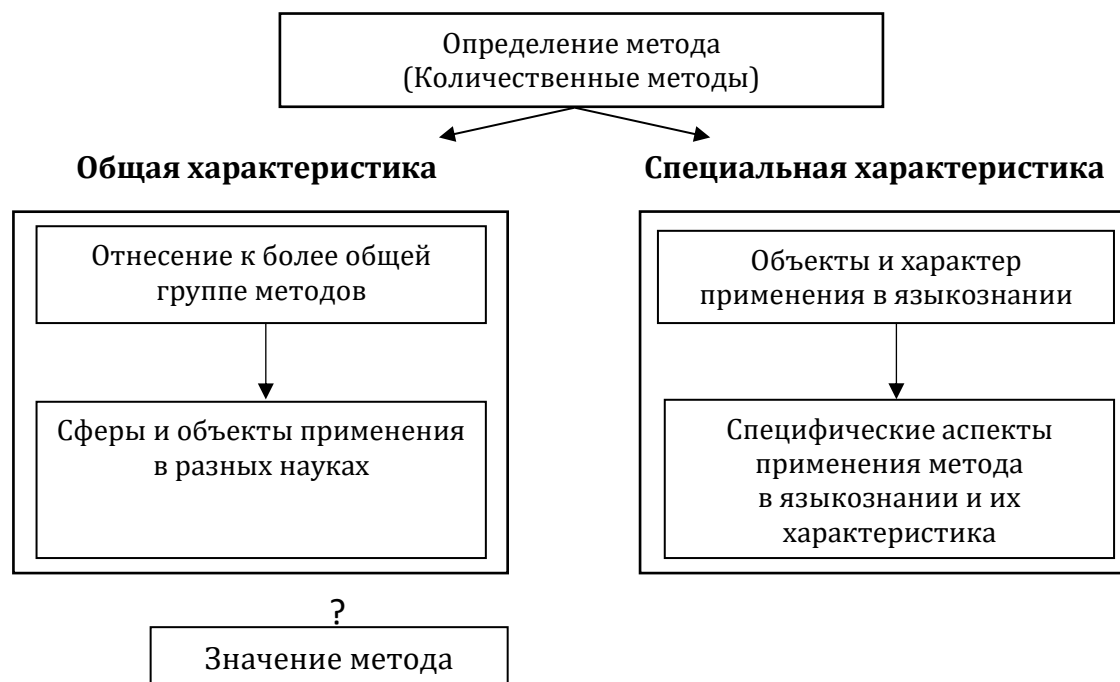 Определение метода
(Количественные методы)
Общая характеристика
Специальная характеристика
Отнесение к более общей
группе методов
Объекты и характер
применения в языкознании
Сферы и объекты применения
в разных науках
Специфические аспекты
применения метода
в языкознании и их
характеристика
?
Значение метода